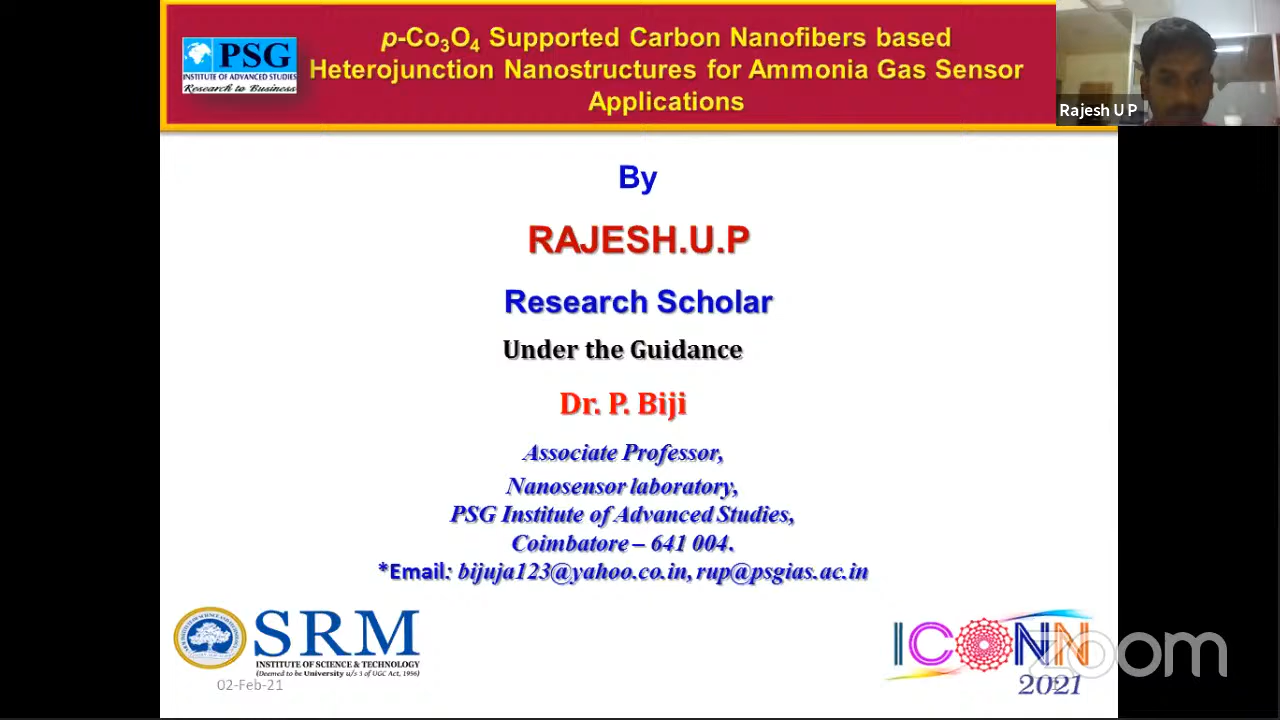 p-Co3O4 Supported Carbon Nanofibers based
Heterojunction Nanostructures for Ammonia Gas Sensor
Applications
PSG
INSTITUTE OF ADVANCED STUDIES
Research to Business
Rajesh U P
By
RAJESH.U.P
Research Scholar
Under the Guidance
Dr. P. Biji
Associate Professor,
Nanosensor laboratory,
PSG Institute of Advanced Studies,
Coimbatore – 641 004.
*Email: bijuja123@yahoo.co.in, rup@psgias.ac.in
SRM
INSTITUTE OF SCIENCE & TECHNOLOGY
(Deemed to be University u/s 3 of UGC Act, 1956)
02-Feb-21
ICONN
2021
zoom